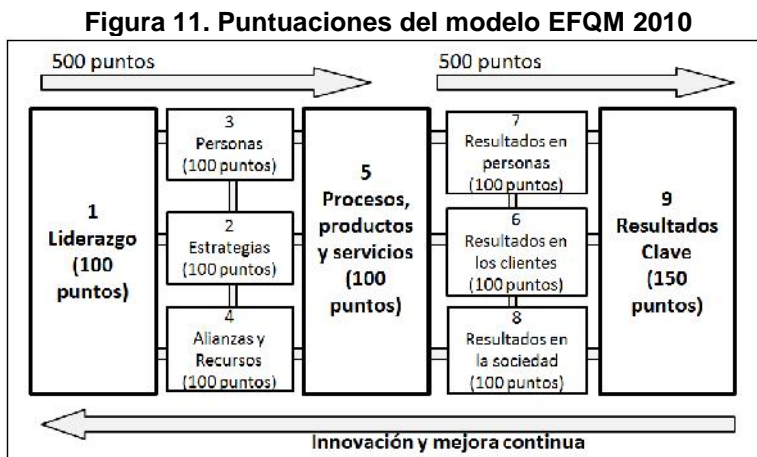 Figura 11. Puntuaciones del modelo EFQM 2010
500 puntos
500 puntos
1
Liderazgo
(100
puntos)
3
Personas
(100 puntos)
2
Estrategias
(100 puntos)
4
Alianzas y
Recursos
(100 puntos)
5
Procesos,
productos
y servicios
(100
puntos)
7
Resultados en
personas
(100 puntos)
6
Resultados en
los clientes
(100 puntos)
8
Resultados en
la sociedad
(100 puntos)
9
Resultados
Clave
(150
puntos)
Innovación y mejora continua